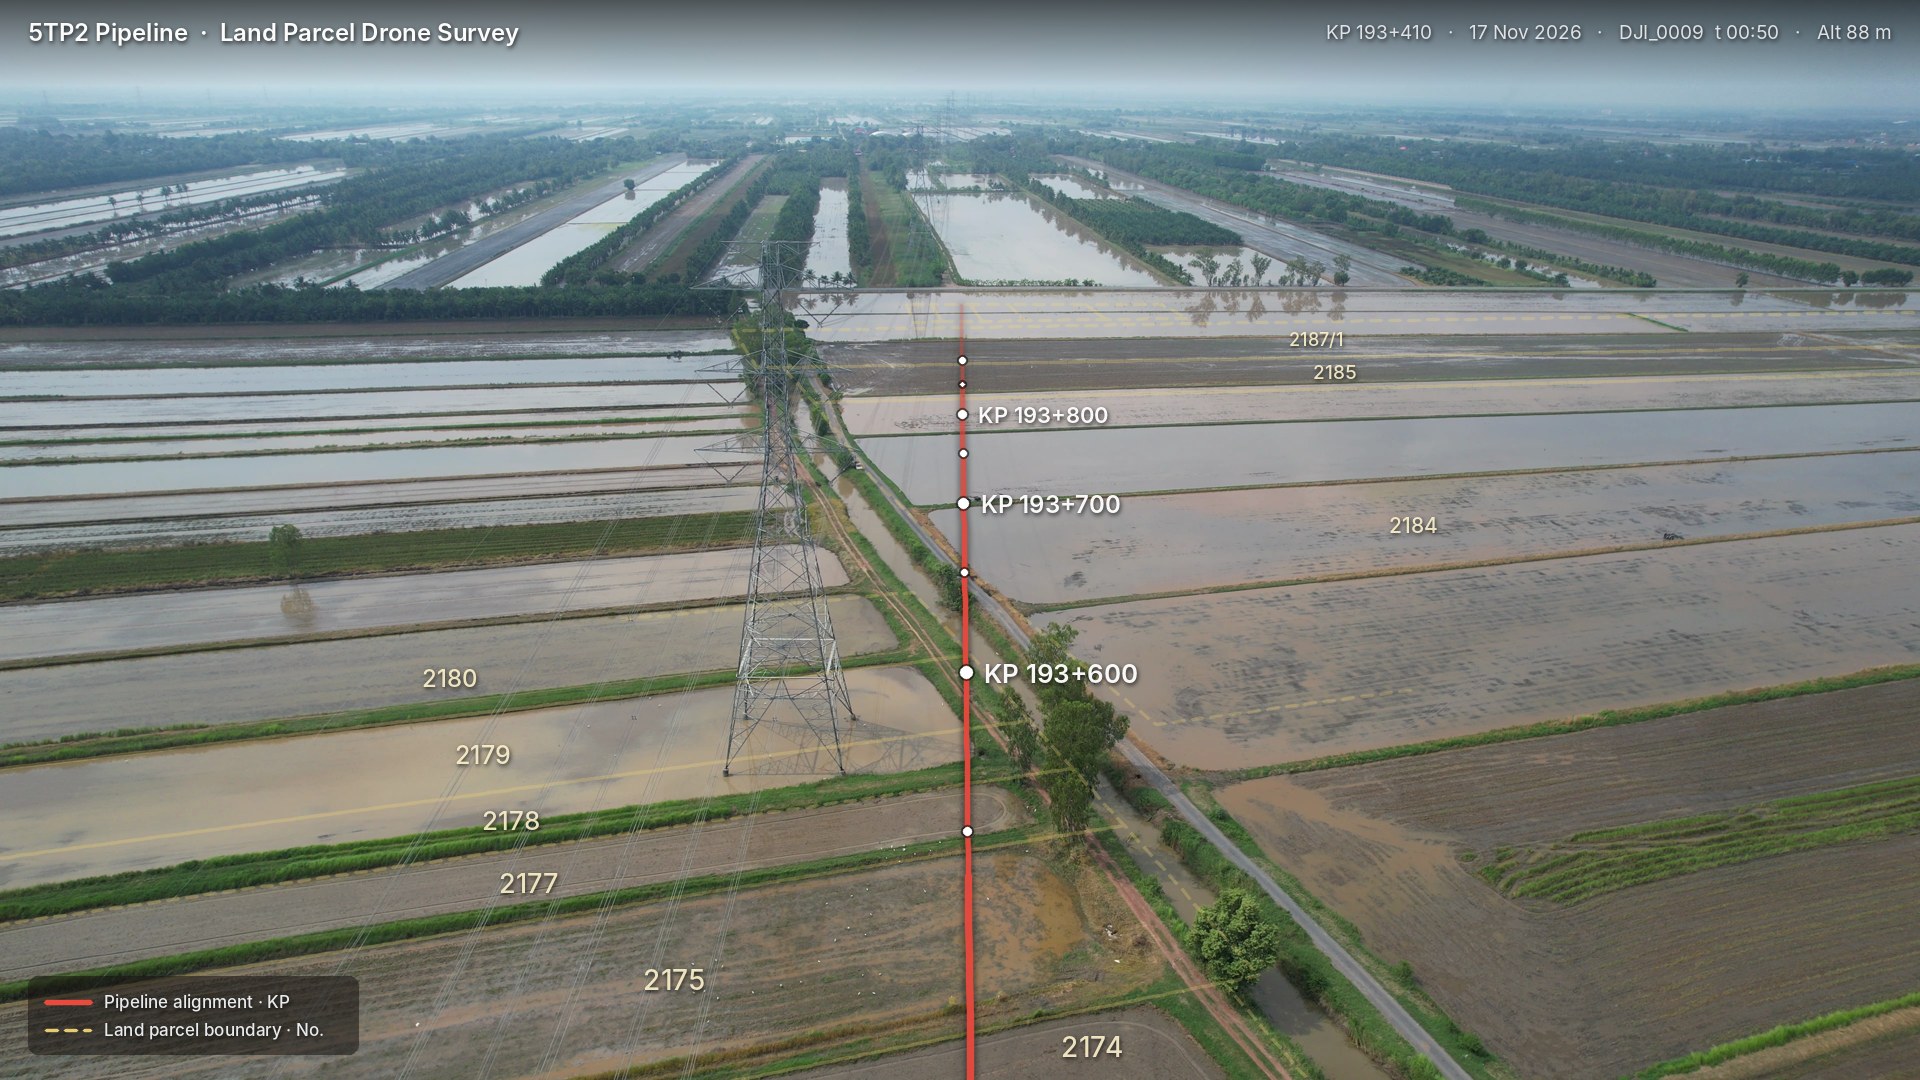 5TP2 Pipeline · Land Parcel Drone Survey
KP 193+410 · 17 Nov 2026 · DJI_0009 t 00:50 · Alt 88 m
2187/1
2185
KP 193+800
KP 193+700
2184
KP 193+600
2180
2179
2178
2177
2175
2174
Pipeline alignment · KP
Land parcel boundary · No.